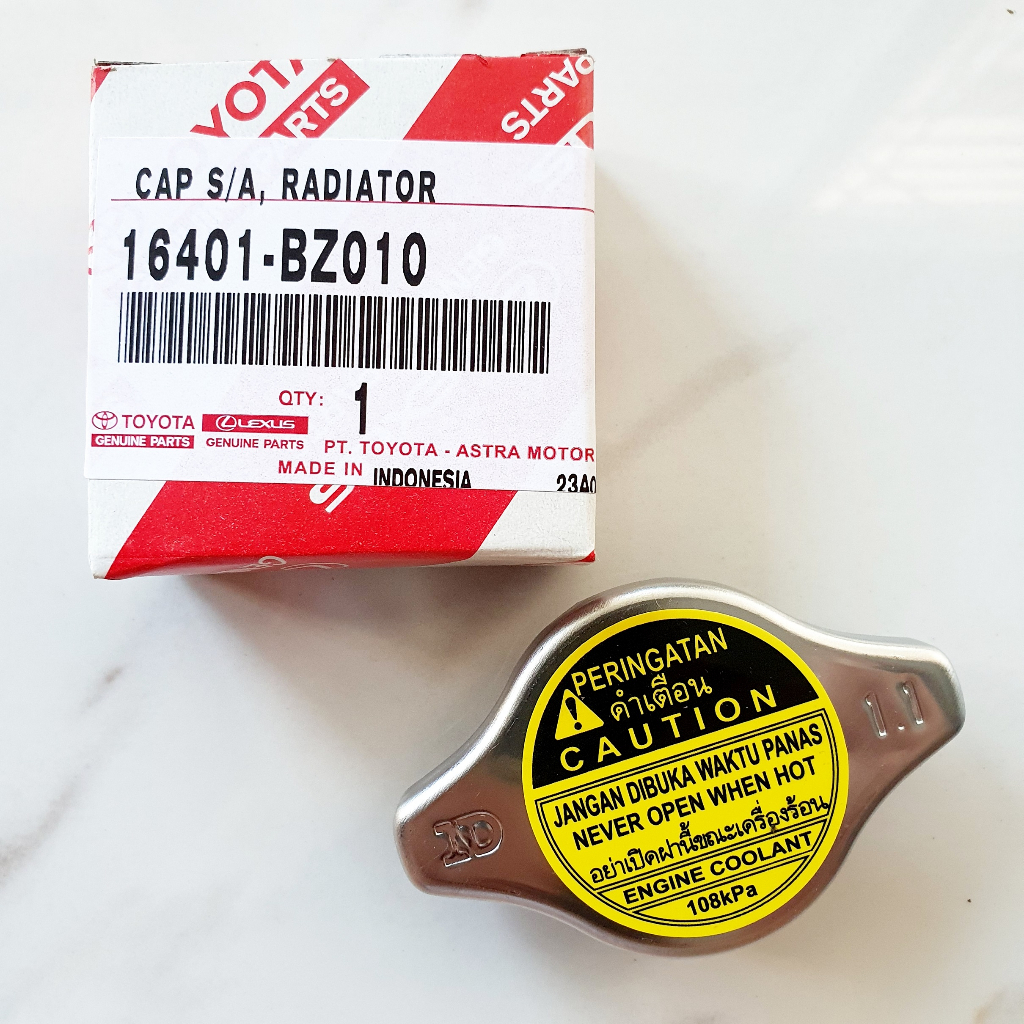 TOYOTA
PARTS
PARTS
CAP S/A, RADIATOR
16401-BZ010
QTY: 1
TOYOTA
GENUINE PARTS
LEXUS
GENUINE PARTS
PT. TOYOTA - ASTRA MOTOR
MADE IN INDONESIA
PERINGATAN
คำเตือน
CAUTION
JANGAN DIBUKA WAKTU PANAS
NEVER OPEN WHEN HOT
อย่าเปิดฝานี้ขณะเครื่องร้อน
ENGINE COOLANT
108kPa
1.1
ND